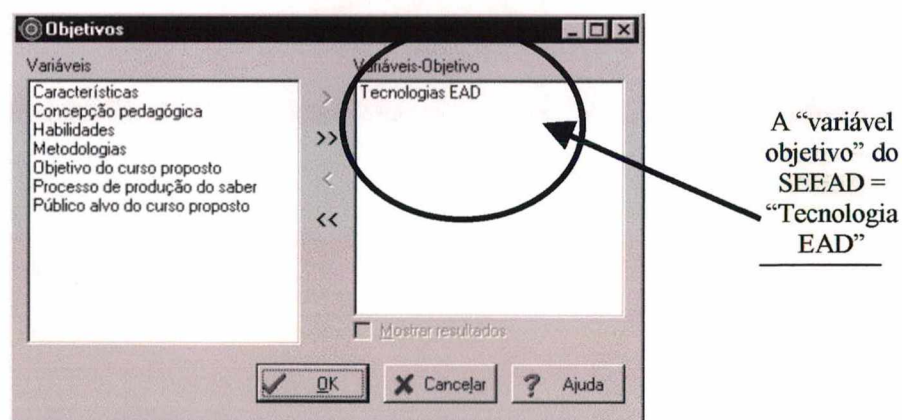 Objetivos
Variáveis
Variáveis-Objetivo
Características
Concepção pedagógica
Habilidades
Metodologias
Objetivo do curso proposto
Processo de produção do saber
Público alvo do curso proposto
>
>>
<
<<
Tecnologias EAD
Mostrar resultados
OK
Cancelar
? Ajuda
A “variável
objetivo” do
SEEAD =
“Tecnologia
EAD”